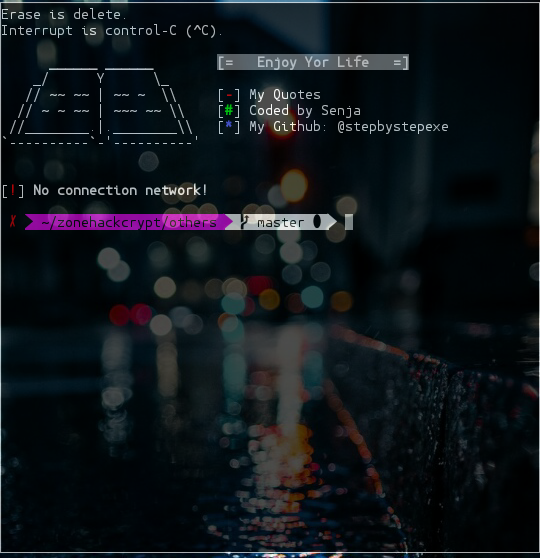 Erase is delete.
Interrupt is control-C (^C).
[= Enjoy Yor Life =]
[-] My Quotes
[#] Coded by Senja
[*] My Github: @stepbystepexe
[!] No connection network!
✗ ~/zonehackcrypt/others master